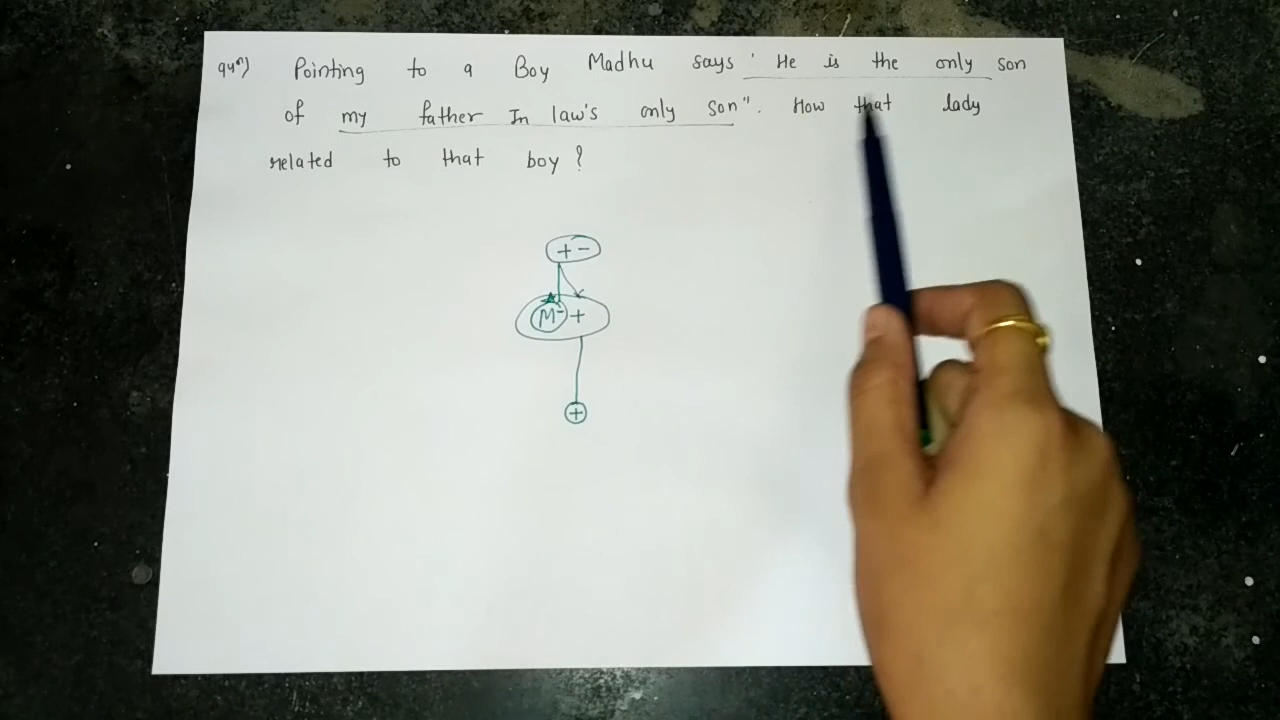 qus) Pointing to a Boy Madhu says ' He is the only son
of my father In law's only son". How that lady
related to that boy ?
+ -
M - +
+